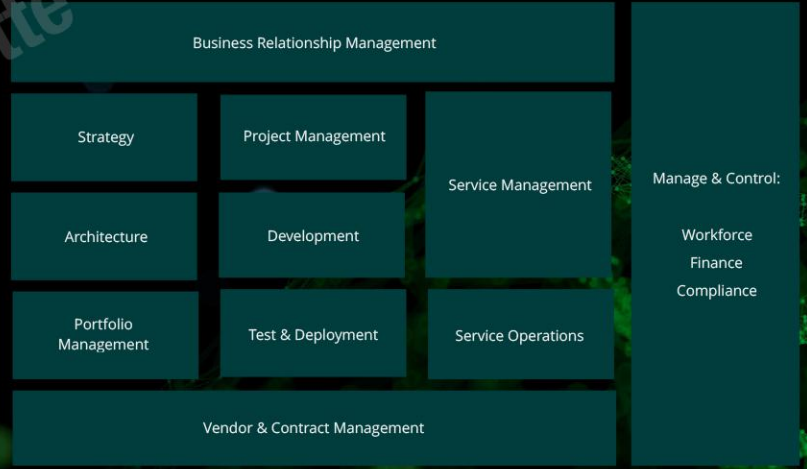 Business Relationship Management
Strategy
Project Management
Service Management
Manage & Control:
Workforce
Finance
Compliance
Architecture
Development
Portfolio
Management
Test & Deployment
Service Operations
Vendor & Contract Management